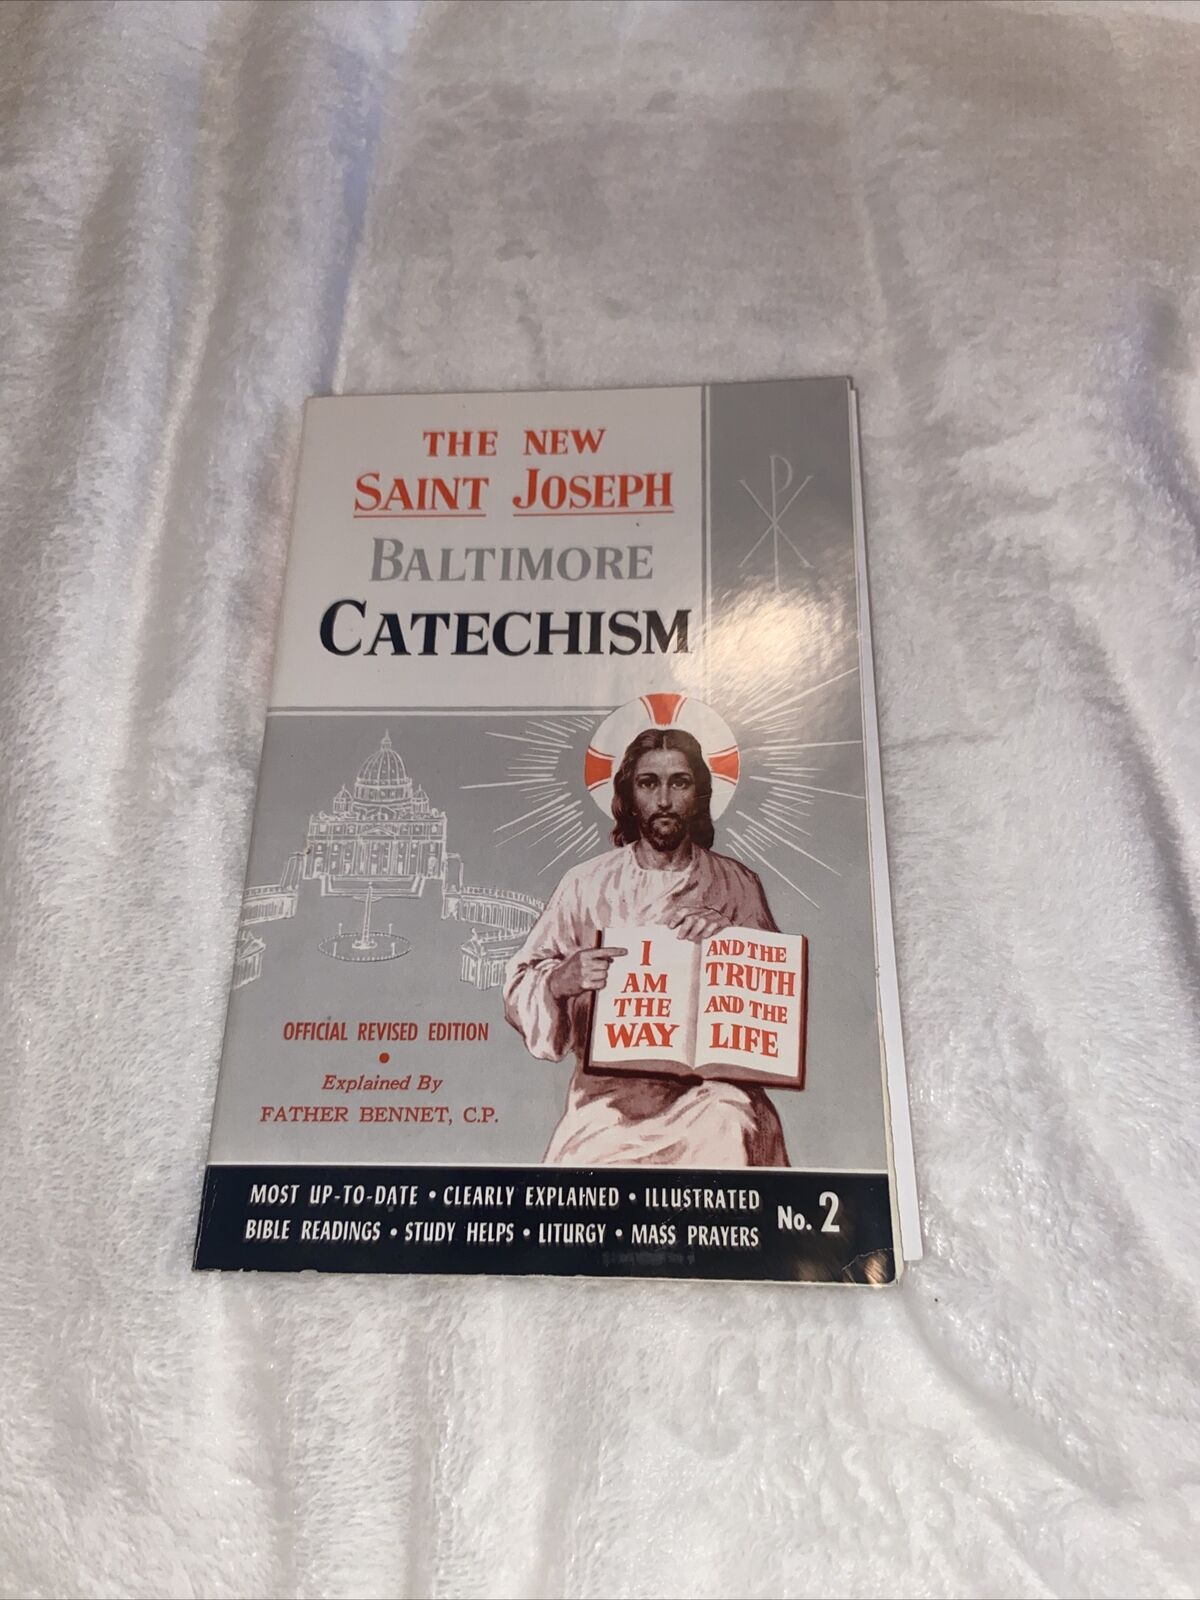 THE NEW
SAINT JOSEPH
BALTIMORE
CATECHISM
I
AM
THE
WAY
AND THE
TRUTH
AND THE
LIFE
OFFICIAL REVISED EDITION
•
Explained By
FATHER BENNET, C.P.
MOST UP-TO-DATE • CLEARLY EXPLAINED • ILLUSTRATED
BIBLE READINGS • STUDY HELPS • LITURGY • MASS PRAYERS
No. 2